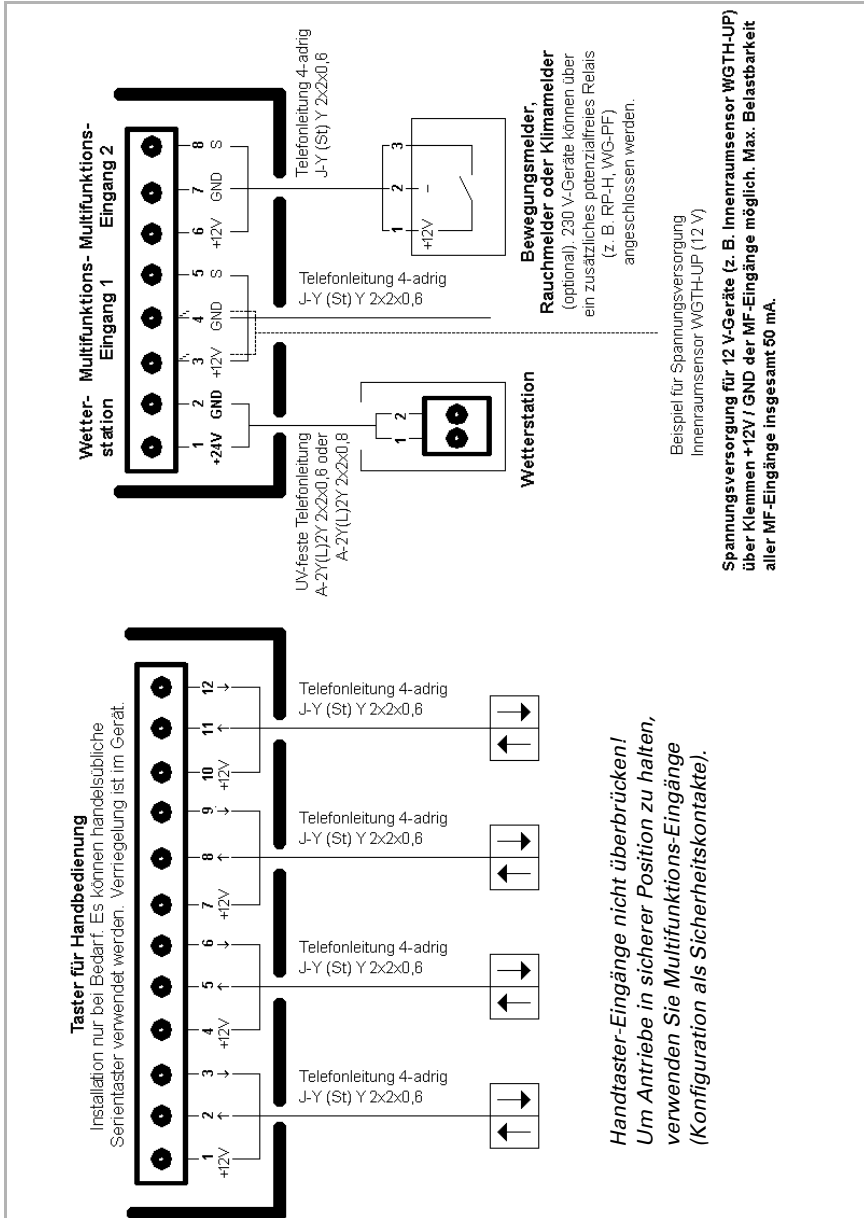 Taster für Handbedienung
Installation nur bei Bedarf. Es können handelsübliche
Serientaster verwendet werden. Verriegelung ist im Gerät.
1 2 3 4 5 6 7 8 9 10 11 12
+12V ← → +12V ← → +12V ← → +12V ← →
Telefonleitung 4-adrig
J-Y (St) Y 2x2x0,6
Telefonleitung 4-adrig
J-Y (St) Y 2x2x0,6
Telefonleitung 4-adrig
J-Y (St) Y 2x2x0,6
Telefonleitung 4-adrig
J-Y (St) Y 2x2x0,6
Handtaster-Eingänge nicht überbrücken!
Um Antriebe in sicherer Position zu halten,
verwenden Sie Multifunktions-Eingänge
(Konfiguration als Sicherheitskontakte).
Wetter-
station
Multifunktions-
Eingang 1
Multifunktions-
Eingang 2
1 2 3 4 5 6 7 8
+24V GND +12V GND S +12V GND S
UV-feste Telefonleitung
A-2Y(L)2Y 2x2x0,6 oder
A-2Y(L)2Y 2x2x0,8
Telefonleitung 4-adrig
J-Y (St) Y 2x2x0,6
Telefonleitung 4-adrig
J-Y (St) Y 2x2x0,6
1 2
Wetterstation
1 2 3
+12V –
Bewegungsmelder,
Rauchmelder oder Klimamelder
(optional). 230 V-Geräte können über
ein zusätzliches potenzialfreies Relais
(z. B. RP-H, WG-PF)
angeschlossen werden.
Beispiel für Spannungsversorgung
Innenraumsensor WGTH-UP (12 V)
Spannungsversorgung für 12 V-Geräte (z. B. Innenraumsensor WGTH-UP)
über Klemmen +12V / GND der MF-Eingänge möglich. Max. Belastbarkeit
aller MF-Eingänge insgesamt 50 mA.